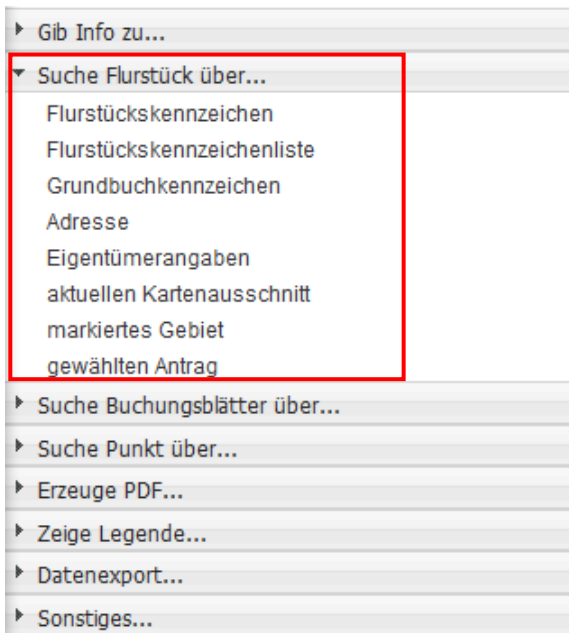 Gib Info zu...
Suche Flurstück über...
Flurstückskennzeichen
Flurstückskennzeichenliste
Grundbuchkennzeichen
Adresse
Eigentümerangaben
aktuellen Kartenausschnitt
markiertes Gebiet
gewählten Antrag
Suche Buchungsblätter über...
Suche Punkt über...
Erzeuge PDF...
Zeige Legende...
Datenexport...
Sonstiges...